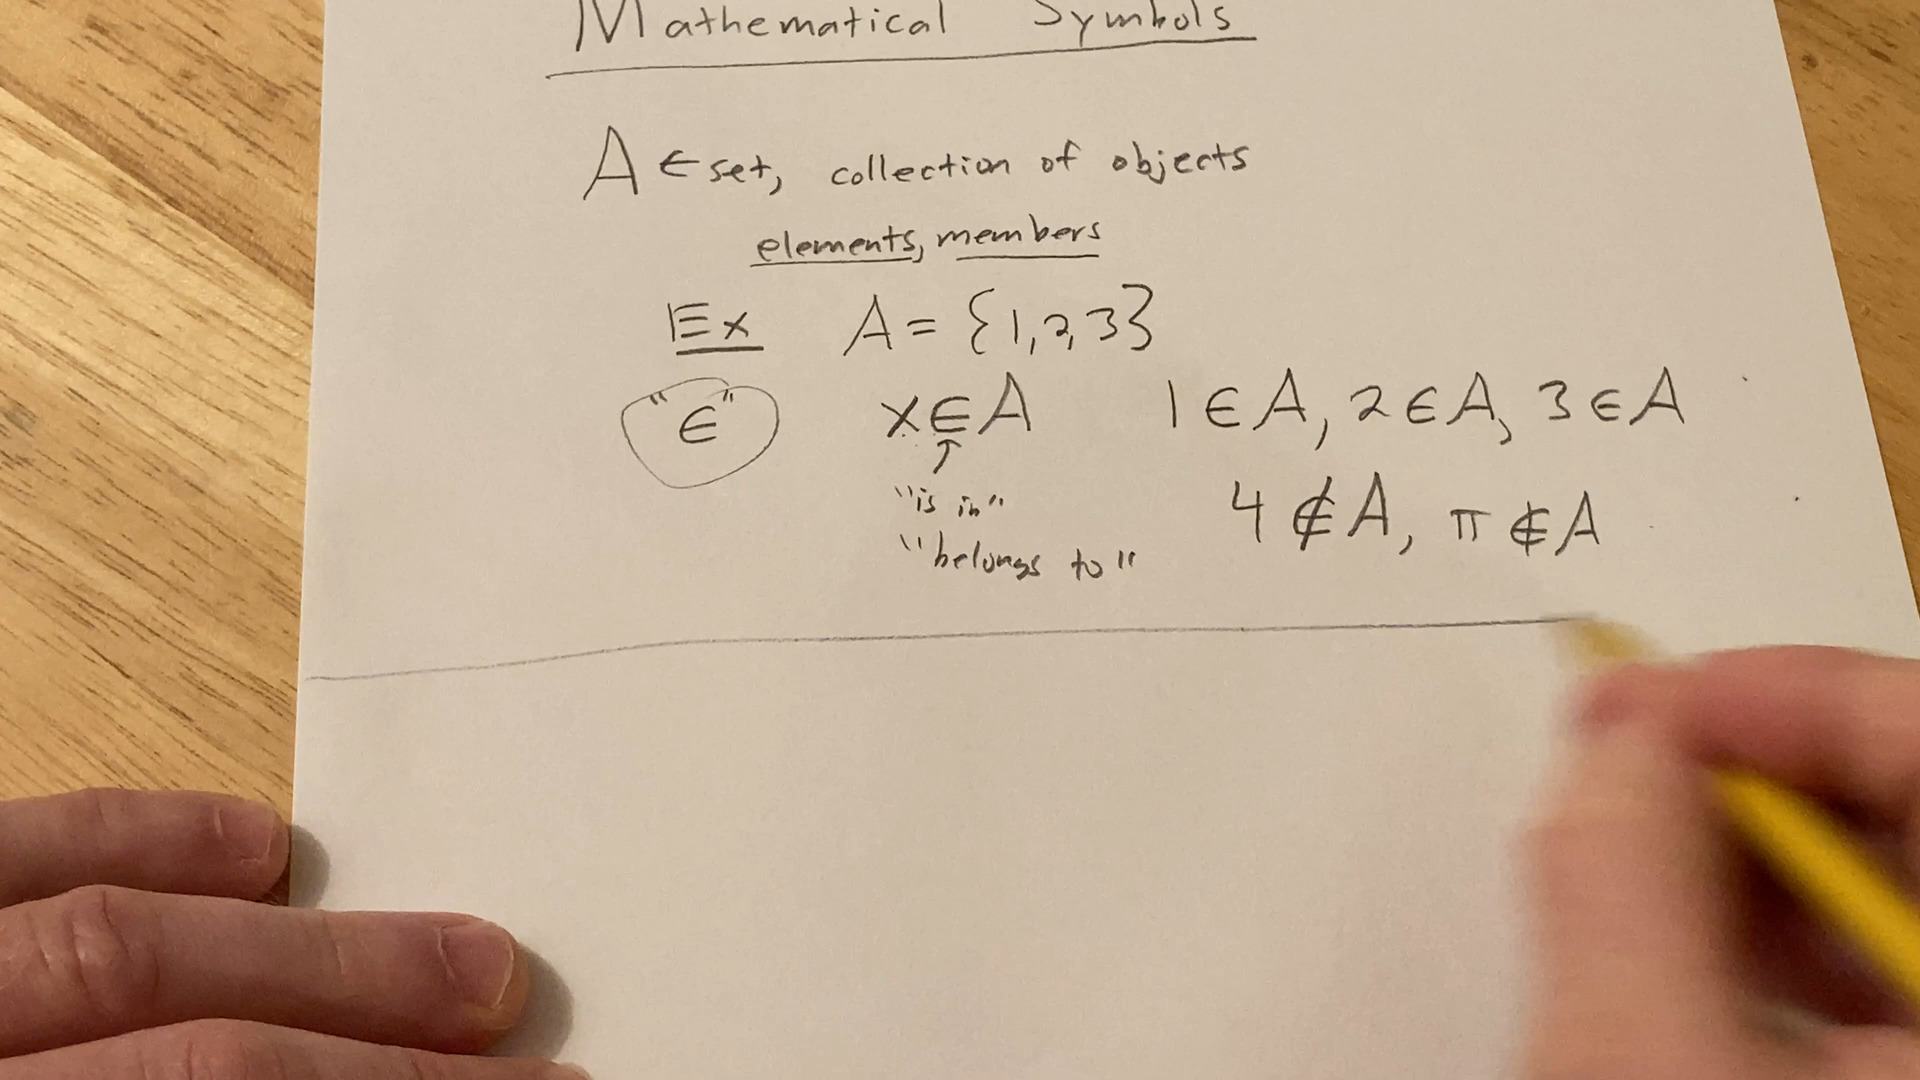 Mathematical Symbols
A ← set, collection of objects
elements, members
Ex A = {1,2,3}
"∈" x∈A 1∈A, 2∈A, 3∈A
↑
"is in" 4∉A, π∉A
"belongs to"